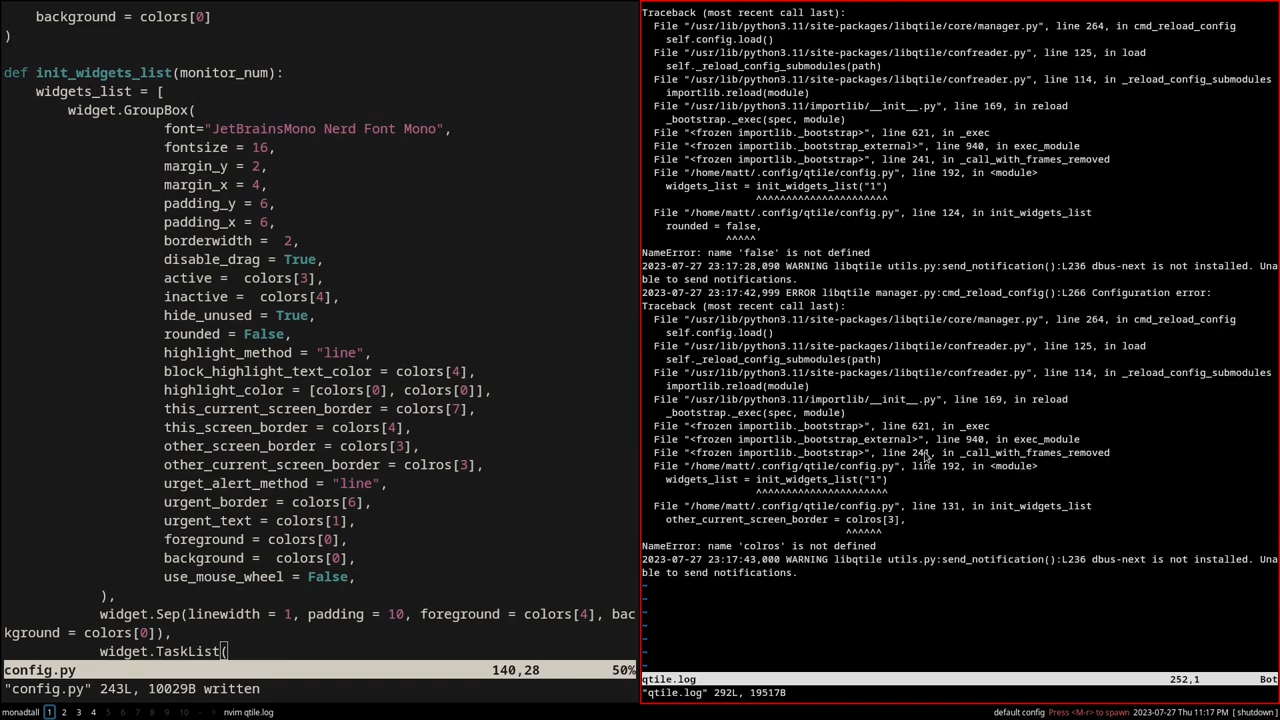 background = colors[0]
)
def init_widgets_list(monitor_num):
widgets_list = [
widget.GroupBox(
font="JetBrainsMono Nerd Font Mono",
fontsize = 16,
margin_y = 2,
margin_x = 4,
padding_y = 6,
padding_x = 6,
borderwidth =  2,
disable_drag = True,
active =  colors[3],
inactive =  colors[4],
hide_unused = True,
rounded = False,
highlight_method = "line",
block_highlight_text_color = colors[4],
highlight_color = [colors[0], colors[0]],
this_current_screen_border = colors[7],
this_screen_border = colors[4],
other_screen_border = colors[3],
other_current_screen_border = colros[3],
urget_alert_method = "line",
urgent_border = colors[6],
urgent_text = colors[1],
foreground = colors[0],
background =  colors[0],
use_mouse_wheel = False,
),
widget.Sep(linewidth = 1, padding = 10, foreground = colors[4], bac
kground = colors[0]),
widget.TaskList(
config.py 140,28 50%
"config.py" 243L, 10029B written
Traceback (most recent call last):
File "/usr/lib/python3.11/site-packages/libqtile/core/manager.py", line 264, in cmd_reload_config
self.config.load()
File "/usr/lib/python3.11/site-packages/libqtile/confreader.py", line 125, in load
self._reload_config_submodules(path)
File "/usr/lib/python3.11/site-packages/libqtile/confreader.py", line 114, in _reload_config_submodules
importlib.reload(module)
File "/usr/lib/python3.11/importlib/__init__.py", line 169, in reload
_bootstrap._exec(spec, module)
File "<frozen importlib._bootstrap>", line 621, in _exec
File "<frozen importlib._bootstrap_external>", line 940, in exec_module
File "<frozen importlib._bootstrap>", line 241, in _call_with_frames_removed
File "/home/matt/.config/qtile/config.py", line 192, in <module>
widgets_list = init_widgets_list("1")
^^^^^^^^^^^^^^^^^^^^^^
File "/home/matt/.config/qtile/config.py", line 124, in init_widgets_list
rounded = false,
^^^^^
NameError: name 'false' is not defined
2023-07-27 23:17:28,090 WARNING libqtile utils.py:send_notification():L236 dbus-next is not installed. Una
ble to send notifications.
2023-07-27 23:17:42,999 ERROR libqtile manager.py:cmd_reload_config():L266 Configuration error:
Traceback (most recent call last):
File "/usr/lib/python3.11/site-packages/libqtile/core/manager.py", line 264, in cmd_reload_config
self.config.load()
File "/usr/lib/python3.11/site-packages/libqtile/confreader.py", line 125, in load
self._reload_config_submodules(path)
File "/usr/lib/python3.11/site-packages/libqtile/confreader.py", line 114, in _reload_config_submodules
importlib.reload(module)
File "/usr/lib/python3.11/importlib/__init__.py", line 169, in reload
_bootstrap._exec(spec, module)
File "<frozen importlib._bootstrap>", line 621, in _exec
File "<frozen importlib._bootstrap_external>", line 940, in exec_module
File "<frozen importlib._bootstrap>", line 241, in _call_with_frames_removed
File "/home/matt/.config/qtile/config.py", line 192, in <module>
widgets_list = init_widgets_list("1")
^^^^^^^^^^^^^^^^^^^^^^
File "/home/matt/.config/qtile/config.py", line 131, in init_widgets_list
other_current_screen_border = colros[3],
^^^^^^
NameError: name 'colros' is not defined
2023-07-27 23:17:43,000 WARNING libqtile utils.py:send_notification():L236 dbus-next is not installed. Una
ble to send notifications.
~
~
~
~
~
~
~
qtile.log 252,1 Bot
"qtile.log" 292L, 19517B
monadtall 1 2 3 4 5 6 7 8 9 10 - > nvim qtile.log default config Press <M-r> to spawn 2023-07-27 Thu 11:17 PM [ shutdown ]